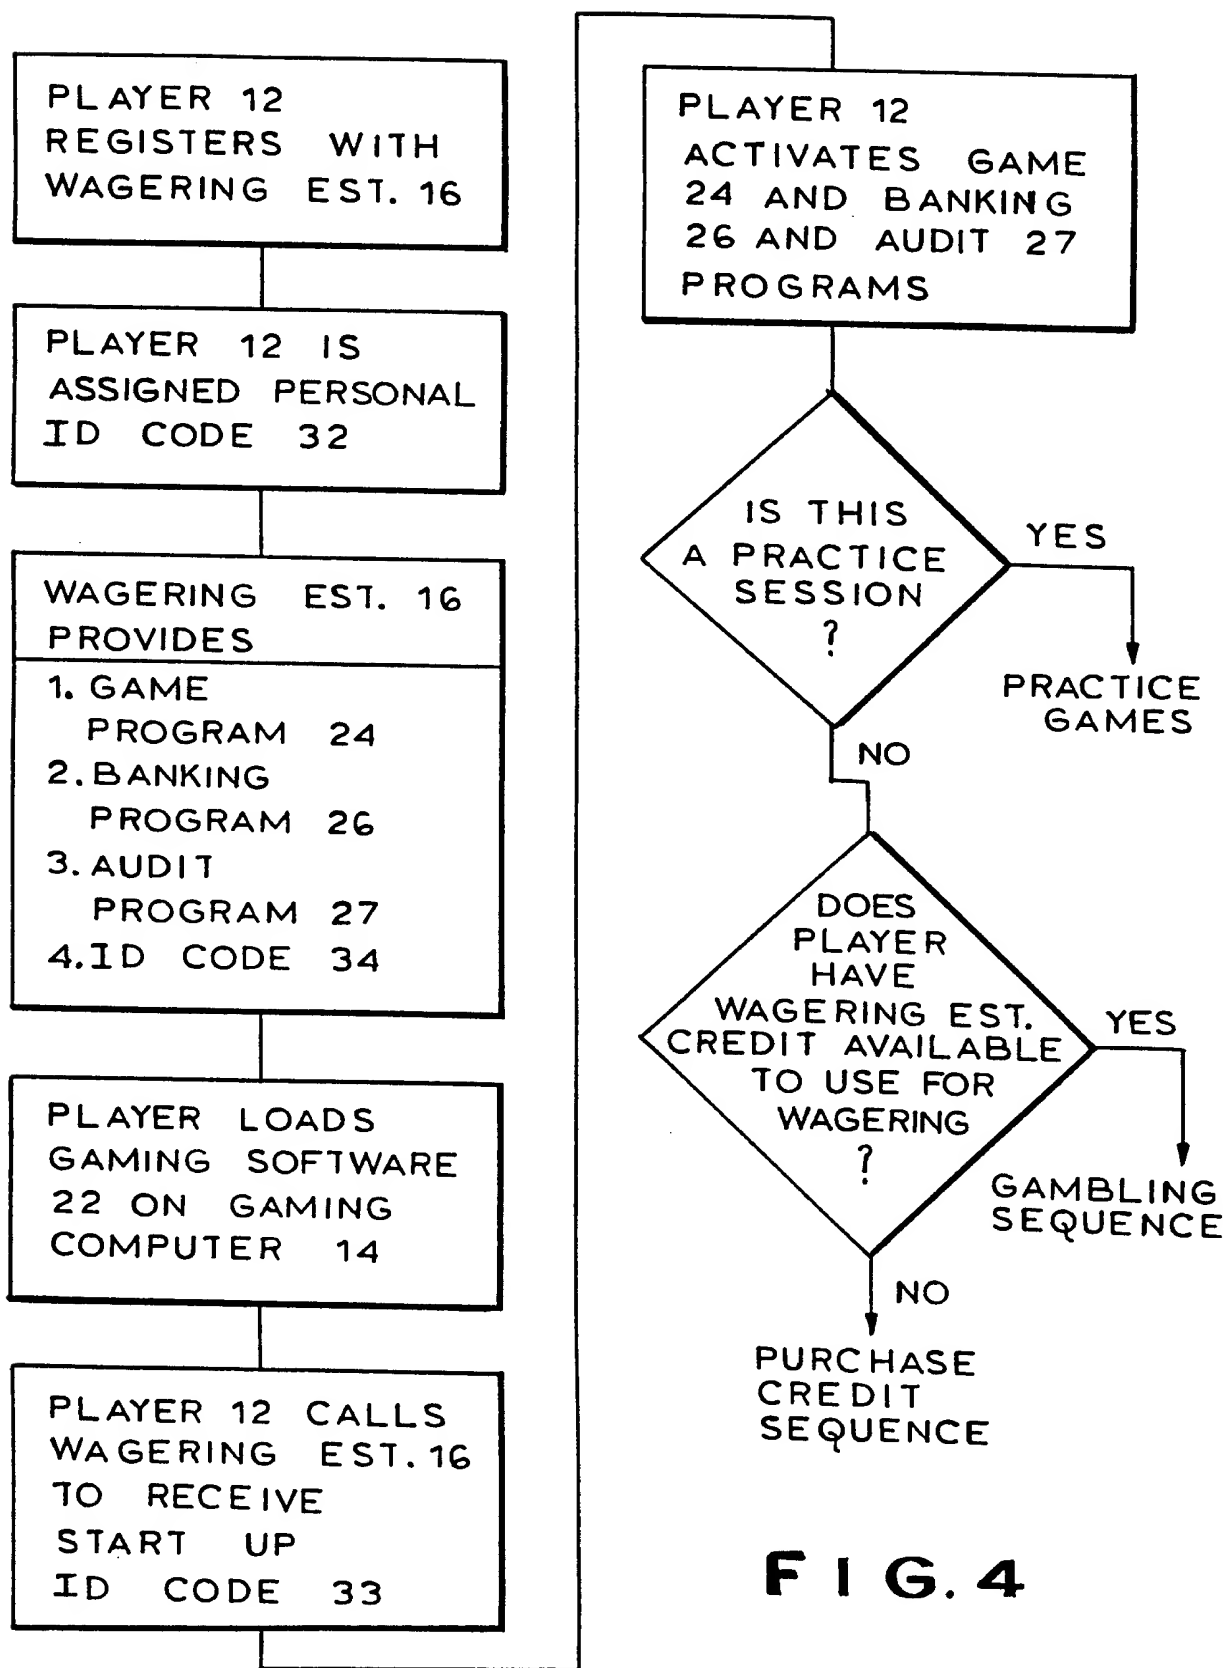 PLAYER 12
REGISTERS WITH
WAGERING EST. 16
PLAYER 12 IS
ASSIGNED PERSONAL
ID CODE 32
WAGERING EST. 16
PROVIDES
1. GAME
PROGRAM 24
2. BANKING
PROGRAM 26
3. AUDIT
PROGRAM 27
4. ID CODE 34
PLAYER LOADS
GAMING SOFTWARE
22 ON GAMING
COMPUTER 14
PLAYER 12 CALLS
WAGERING EST. 16
TO RECEIVE
START UP
ID CODE 33
PLAYER 12
ACTIVATES GAME
24 AND BANKING
26 AND AUDIT 27
PROGRAMS
IS THIS
A PRACTICE
SESSION
?
YES
PRACTICE
GAMES
NO
DOES
PLAYER
HAVE
WAGERING EST.
CREDIT AVAILABLE
TO USE FOR
WAGERING
?
YES
GAMBLING
SEQUENCE
NO
PURCHASE
CREDIT
SEQUENCE
FIG. 4